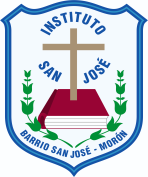 INSTITUTO
SAN JOSÉ
BARRIO SAN JOSÉ - MORÓN